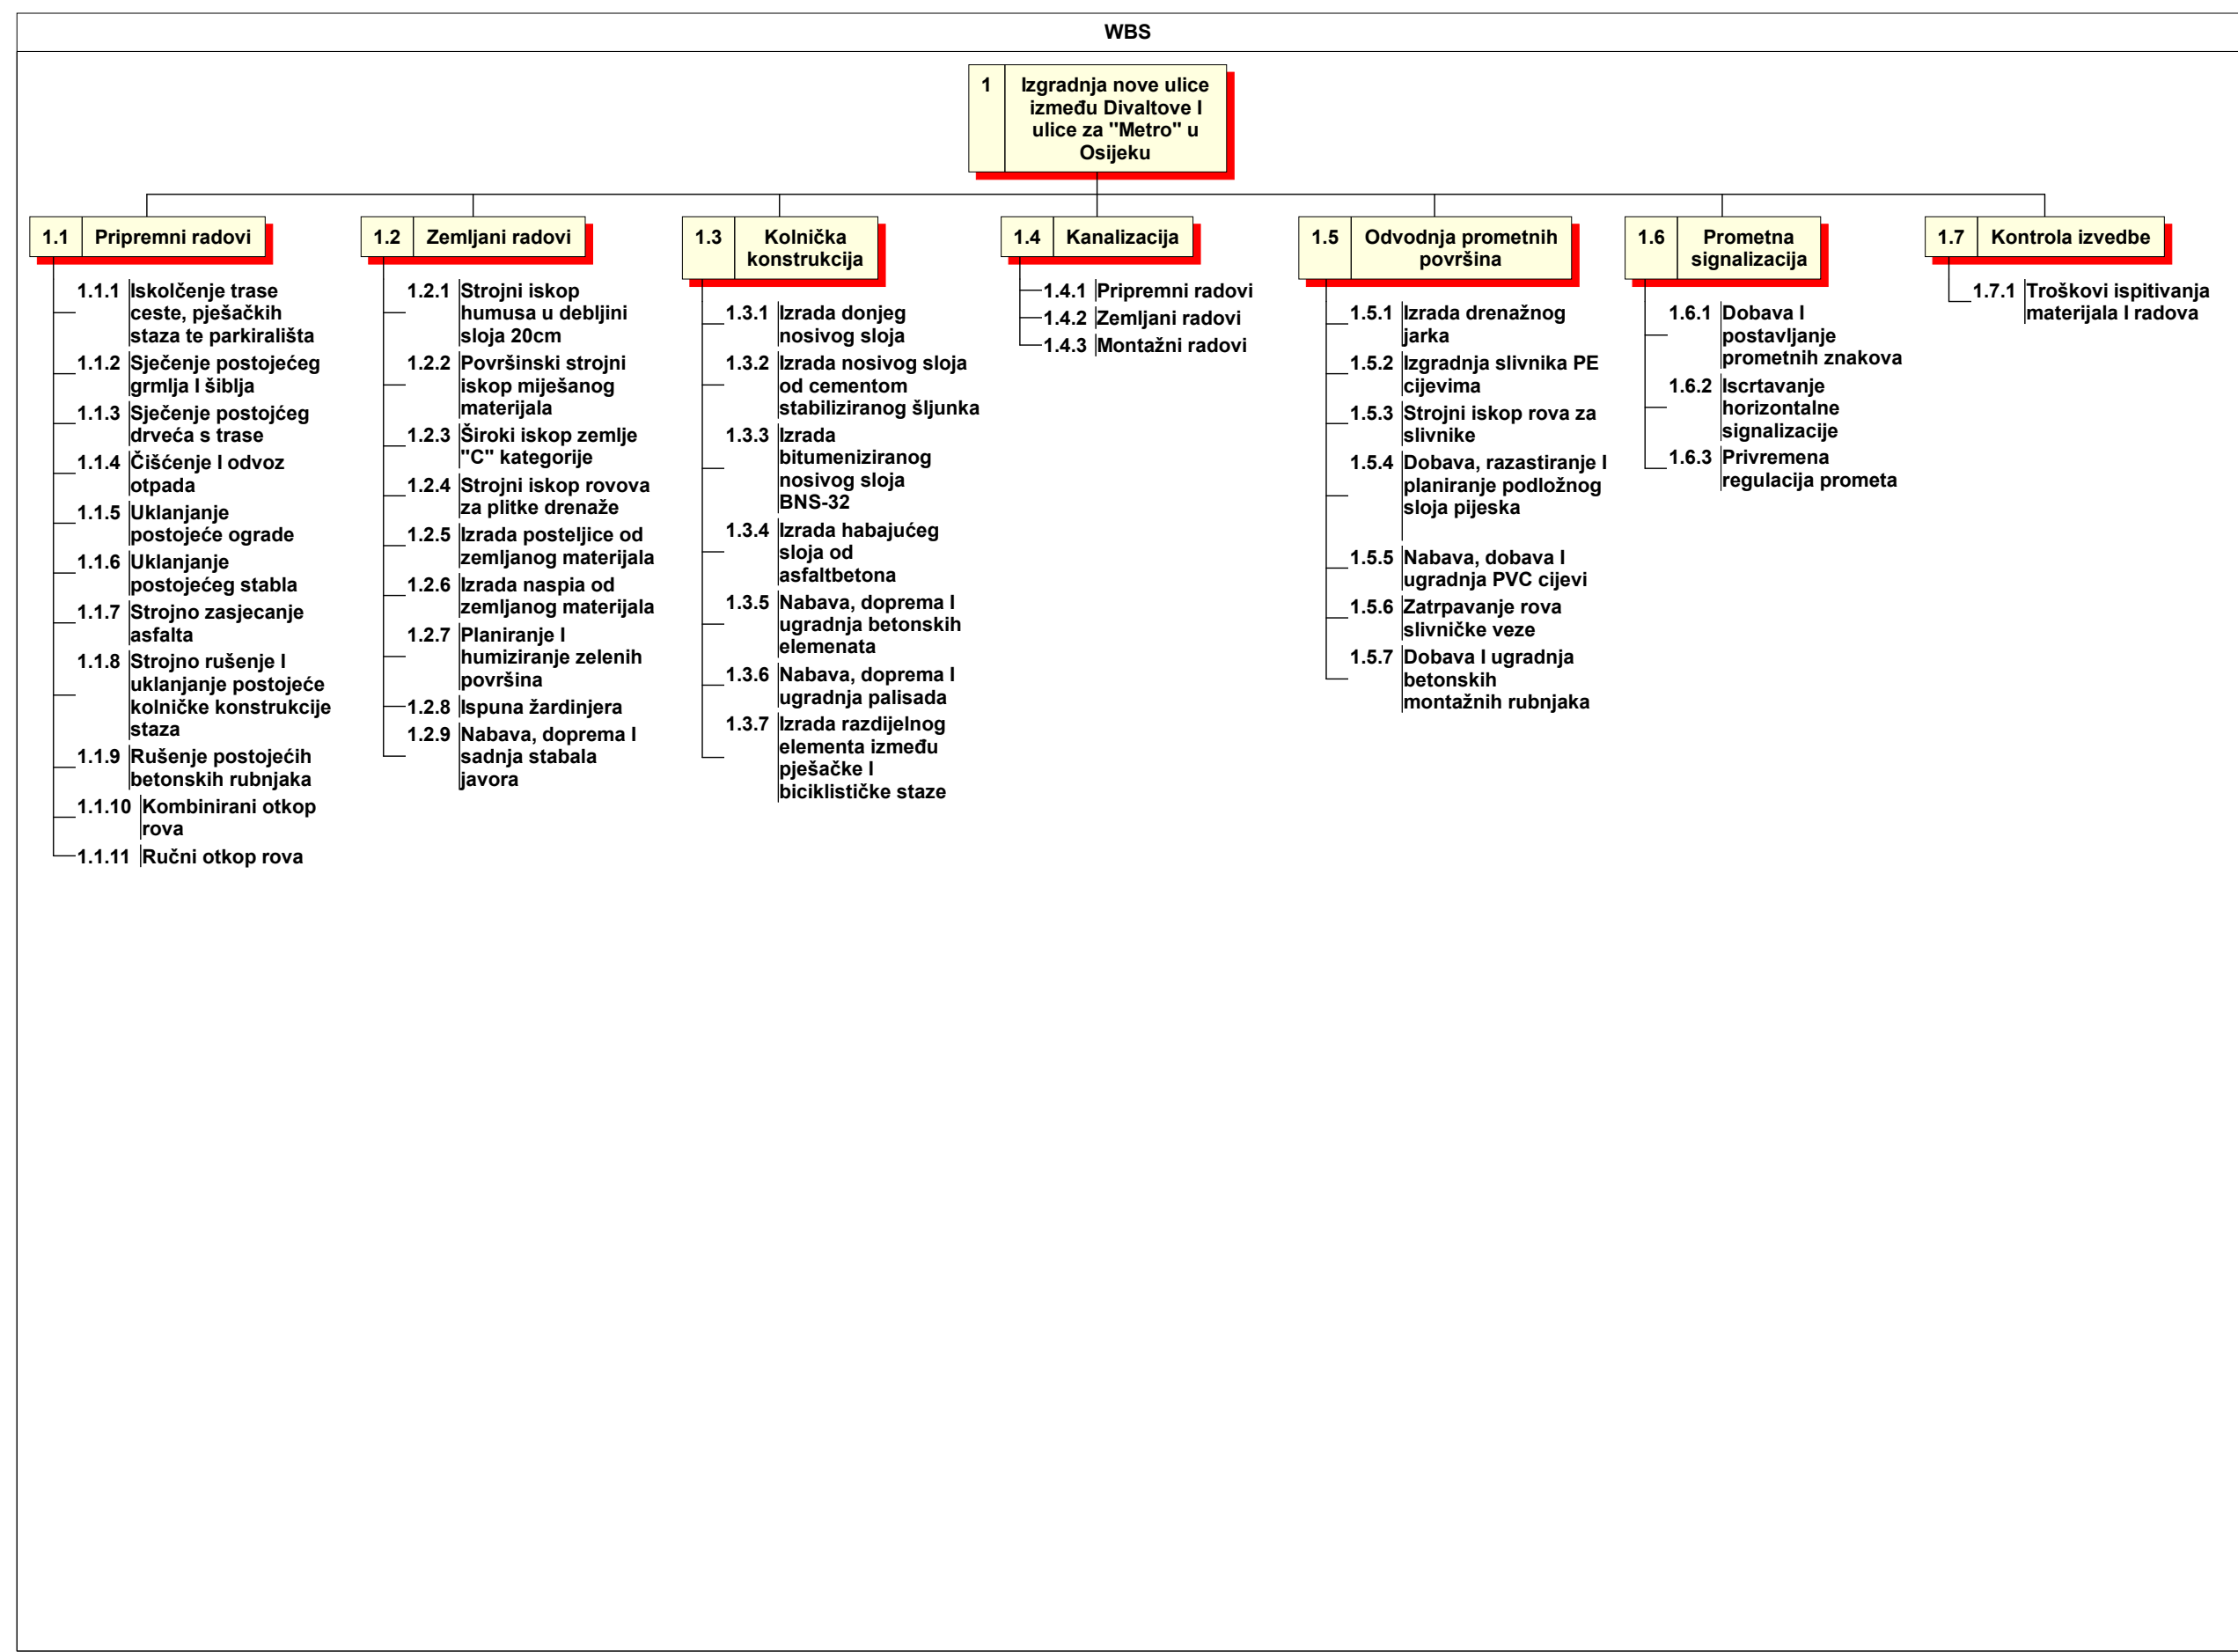 WBS
1 Izgradnja nove ulice
između Divaltove I
ulice za "Metro" u
Osijeku
1.1 Pripremni radovi
1.1.1 Iskolčenje trase
ceste, pješačkih
staza te parkirališta
1.1.2 Sječenje postojećeg
grmlja I šiblja
1.1.3 Sječenje postojćeg
drveća s trase
1.1.4 Čišćenje I odvoz
otpada
1.1.5 Uklanjanje
postojeće ograde
1.1.6 Uklanjanje
postojećeg stabla
1.1.7 Strojno zasjecanje
asfalta
1.1.8 Strojno rušenje I
uklanjanje postojeće
kolničke konstrukcije
staza
1.1.9 Rušenje postojećih
betonskih rubnjaka
1.1.10 Kombinirani otkop
rova
1.1.11 Ručni otkop rova
1.2 Zemljani radovi
1.2.1 Strojni iskop
humusa u debljini
sloja 20cm
1.2.2 Površinski strojni
iskop miješanog
materijala
1.2.3 Široki iskop zemlje
"C" kategorije
1.2.4 Strojni iskop rovova
za plitke drenaže
1.2.5 Izrada posteljice od
zemljanog materijala
1.2.6 Izrada naspia od
zemljanog materijala
1.2.7 Planiranje I
humiziranje zelenih
površina
1.2.8 Ispuna žardinjera
1.2.9 Nabava, doprema I
sadnja stabala
javora
1.3 Kolnička
konstrukcija
1.3.1 Izrada donjeg
nosivog sloja
1.3.2 Izrada nosivog sloja
od cementom
stabiliziranog šljunka
1.3.3 Izrada
bitumeniziranog
nosivog sloja
BNS-32
1.3.4 Izrada habajućeg
sloja od
asfaltbetona
1.3.5 Nabava, doprema I
ugradnja betonskih
elemenata
1.3.6 Nabava, doprema I
ugradnja palisada
1.3.7 Izrada razdijelnog
elementa između
pješačke I
biciklističke staze
1.4 Kanalizacija
1.4.1 Pripremni radovi
1.4.2 Zemljani radovi
1.4.3 Montažni radovi
1.5 Odvodnja prometnih
površina
1.5.1 Izrada drenažnog
jarka
1.5.2 Izgradnja slivnika PE
cijevima
1.5.3 Strojni iskop rova za
slivnike
1.5.4 Dobava, razastiranje I
planiranje podložnog
sloja pijeska
1.5.5 Nabava, dobava I
ugradnja PVC cijevi
1.5.6 Zatrpavanje rova
slivničke veze
1.5.7 Dobava I ugradnja
betonskih
montažnih rubnjaka
1.6 Prometna
signalizacija
1.6.1 Dobava I
postavljanje
prometnih znakova
1.6.2 Iscrtavanje
horizontalne
signalizacije
1.6.3 Privremena
regulacija prometa
1.7 Kontrola izvedbe
1.7.1 Troškovi ispitivanja
materijala I radova